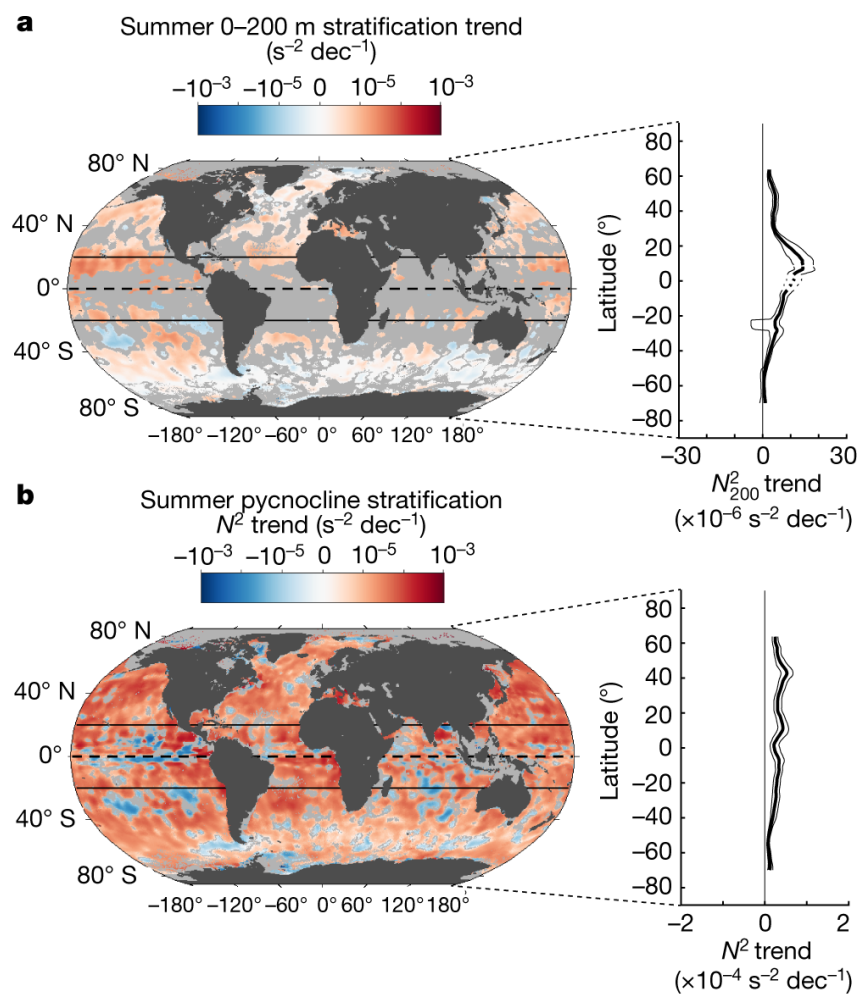 a
Summer 0–200 m stratification trend
(s⁻² dec⁻¹)
−10⁻³ −10⁻⁵ 0 10⁻⁵ 10⁻³
80° N
40° N
0°
40° S
80° S
−180° −120° −60° 0° 60° 120° 180°
80
60
40
20
0
−20
−40
−60
−80
Latitude (°)
−30 0 30
N²₂₀₀ trend
(×10⁻⁶ s⁻² dec⁻¹)
b
Summer pycnocline stratification
N² trend (s⁻² dec⁻¹)
−10⁻³ −10⁻⁵ 0 10⁻⁵ 10⁻³
80° N
40° N
0°
40° S
80° S
−180° −120° −60° 0° 60° 120° 180°
80
60
40
20
0
−20
−40
−60
−80
Latitude (°)
−2 0 2
N² trend
(×10⁻⁴ s⁻² dec⁻¹)